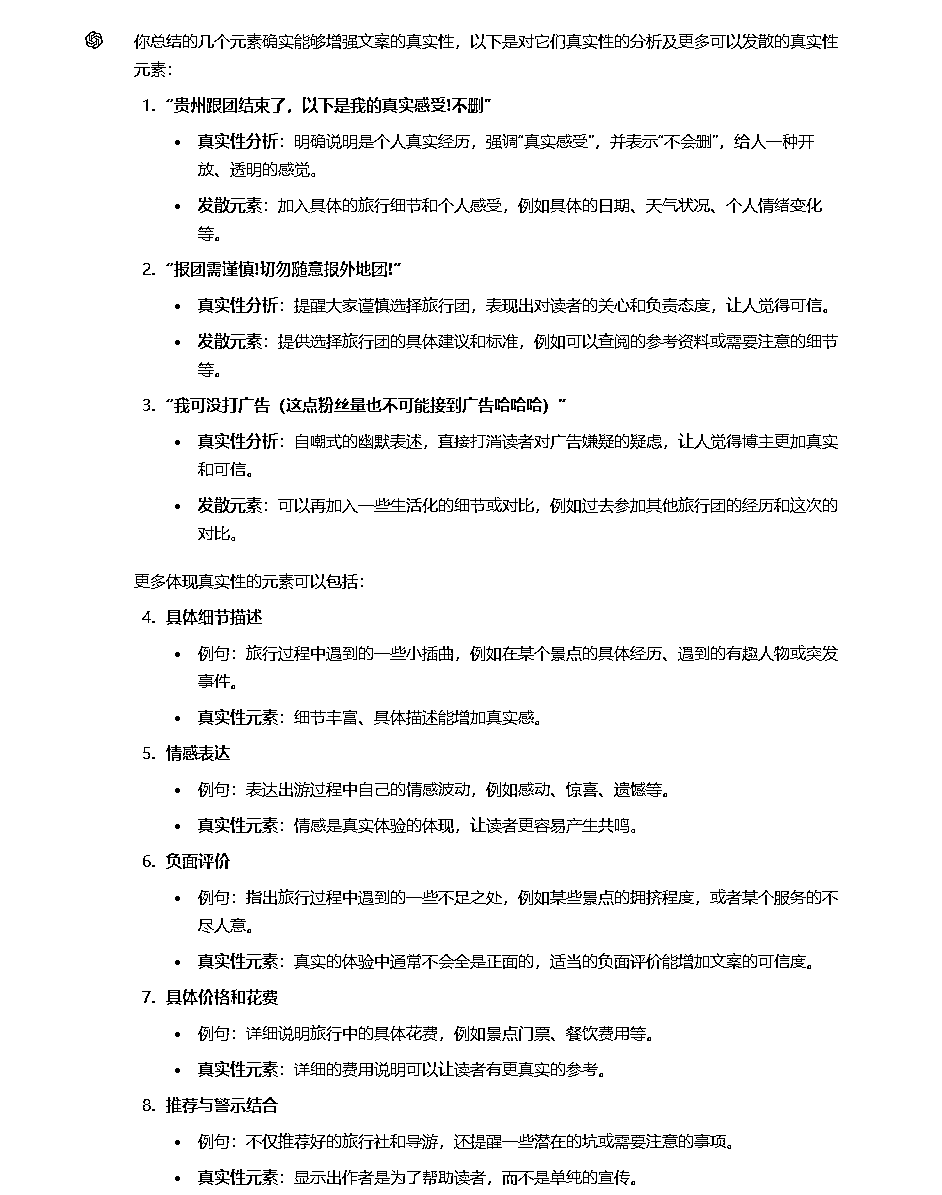 你总结的几个元素确实能够增强文案的真实性，以下是对它们真实性的分析及更多可以发散的真实性
元素：
1. “贵州跟团结束了，以下是我的真实感受!不删”
• 真实性分析：明确说明是个人真实经历，强调“真实感受”，并表示“不会删”，给人一种开
放、透明的感觉。
• 发散元素：加入具体的旅行细节和个人感受，例如具体的日期、天气状况、个人情绪变化
等。
2. “报团需谨慎!切勿随意报外地团!”
• 真实性分析：提醒大家谨慎选择旅行团，表现出对读者的关心和负责态度，让人觉得可信。
• 发散元素：提供选择旅行团的具体建议和标准，例如可以查阅的参考资料或需要注意的细节
等。
3. “我可没打广告（这点粉丝量也不可能接到广告哈哈哈）”
• 真实性分析：自嘲式的幽默表述，直接打消读者对广告嫌疑的疑虑，让人觉得博主更加真实
和可信。
• 发散元素：可以再加入一些生活化的细节或对比，例如过去参加其他旅行团的经历和这次的
对比。
更多体现真实性的元素可以包括：
4. 具体细节描述
• 例句：旅行过程中遇到的一些小插曲，例如在某个景点的具体经历、遇到的有趣人物或突发
事件。
• 真实性元素：细节丰富、具体描述能增加真实感。
5. 情感表达
• 例句：表达出游过程中自己的情感波动，例如感动、惊喜、遗憾等。
• 真实性元素：情感是真实体验的体现，让读者更容易产生共鸣。
6. 负面评价
• 例句：指出旅行过程中遇到的一些不足之处，例如某些景点的拥挤程度，或者某个服务的不
尽人意。
• 真实性元素：真实的体验中通常不会全是正面的，适当的负面评价能增加文案的可信度。
7. 具体价格和花费
• 例句：详细说明旅行中的具体花费，例如景点门票、餐饮费用等。
• 真实性元素：详细的费用说明可以让读者有更真实的参考。
8. 推荐与警示结合
• 例句：不仅推荐好的旅行社和导游，还提醒一些潜在的坑或需要注意的事项。
• 真实性元素：显示出作者是为了帮助读者，而不是单纯的宣传。